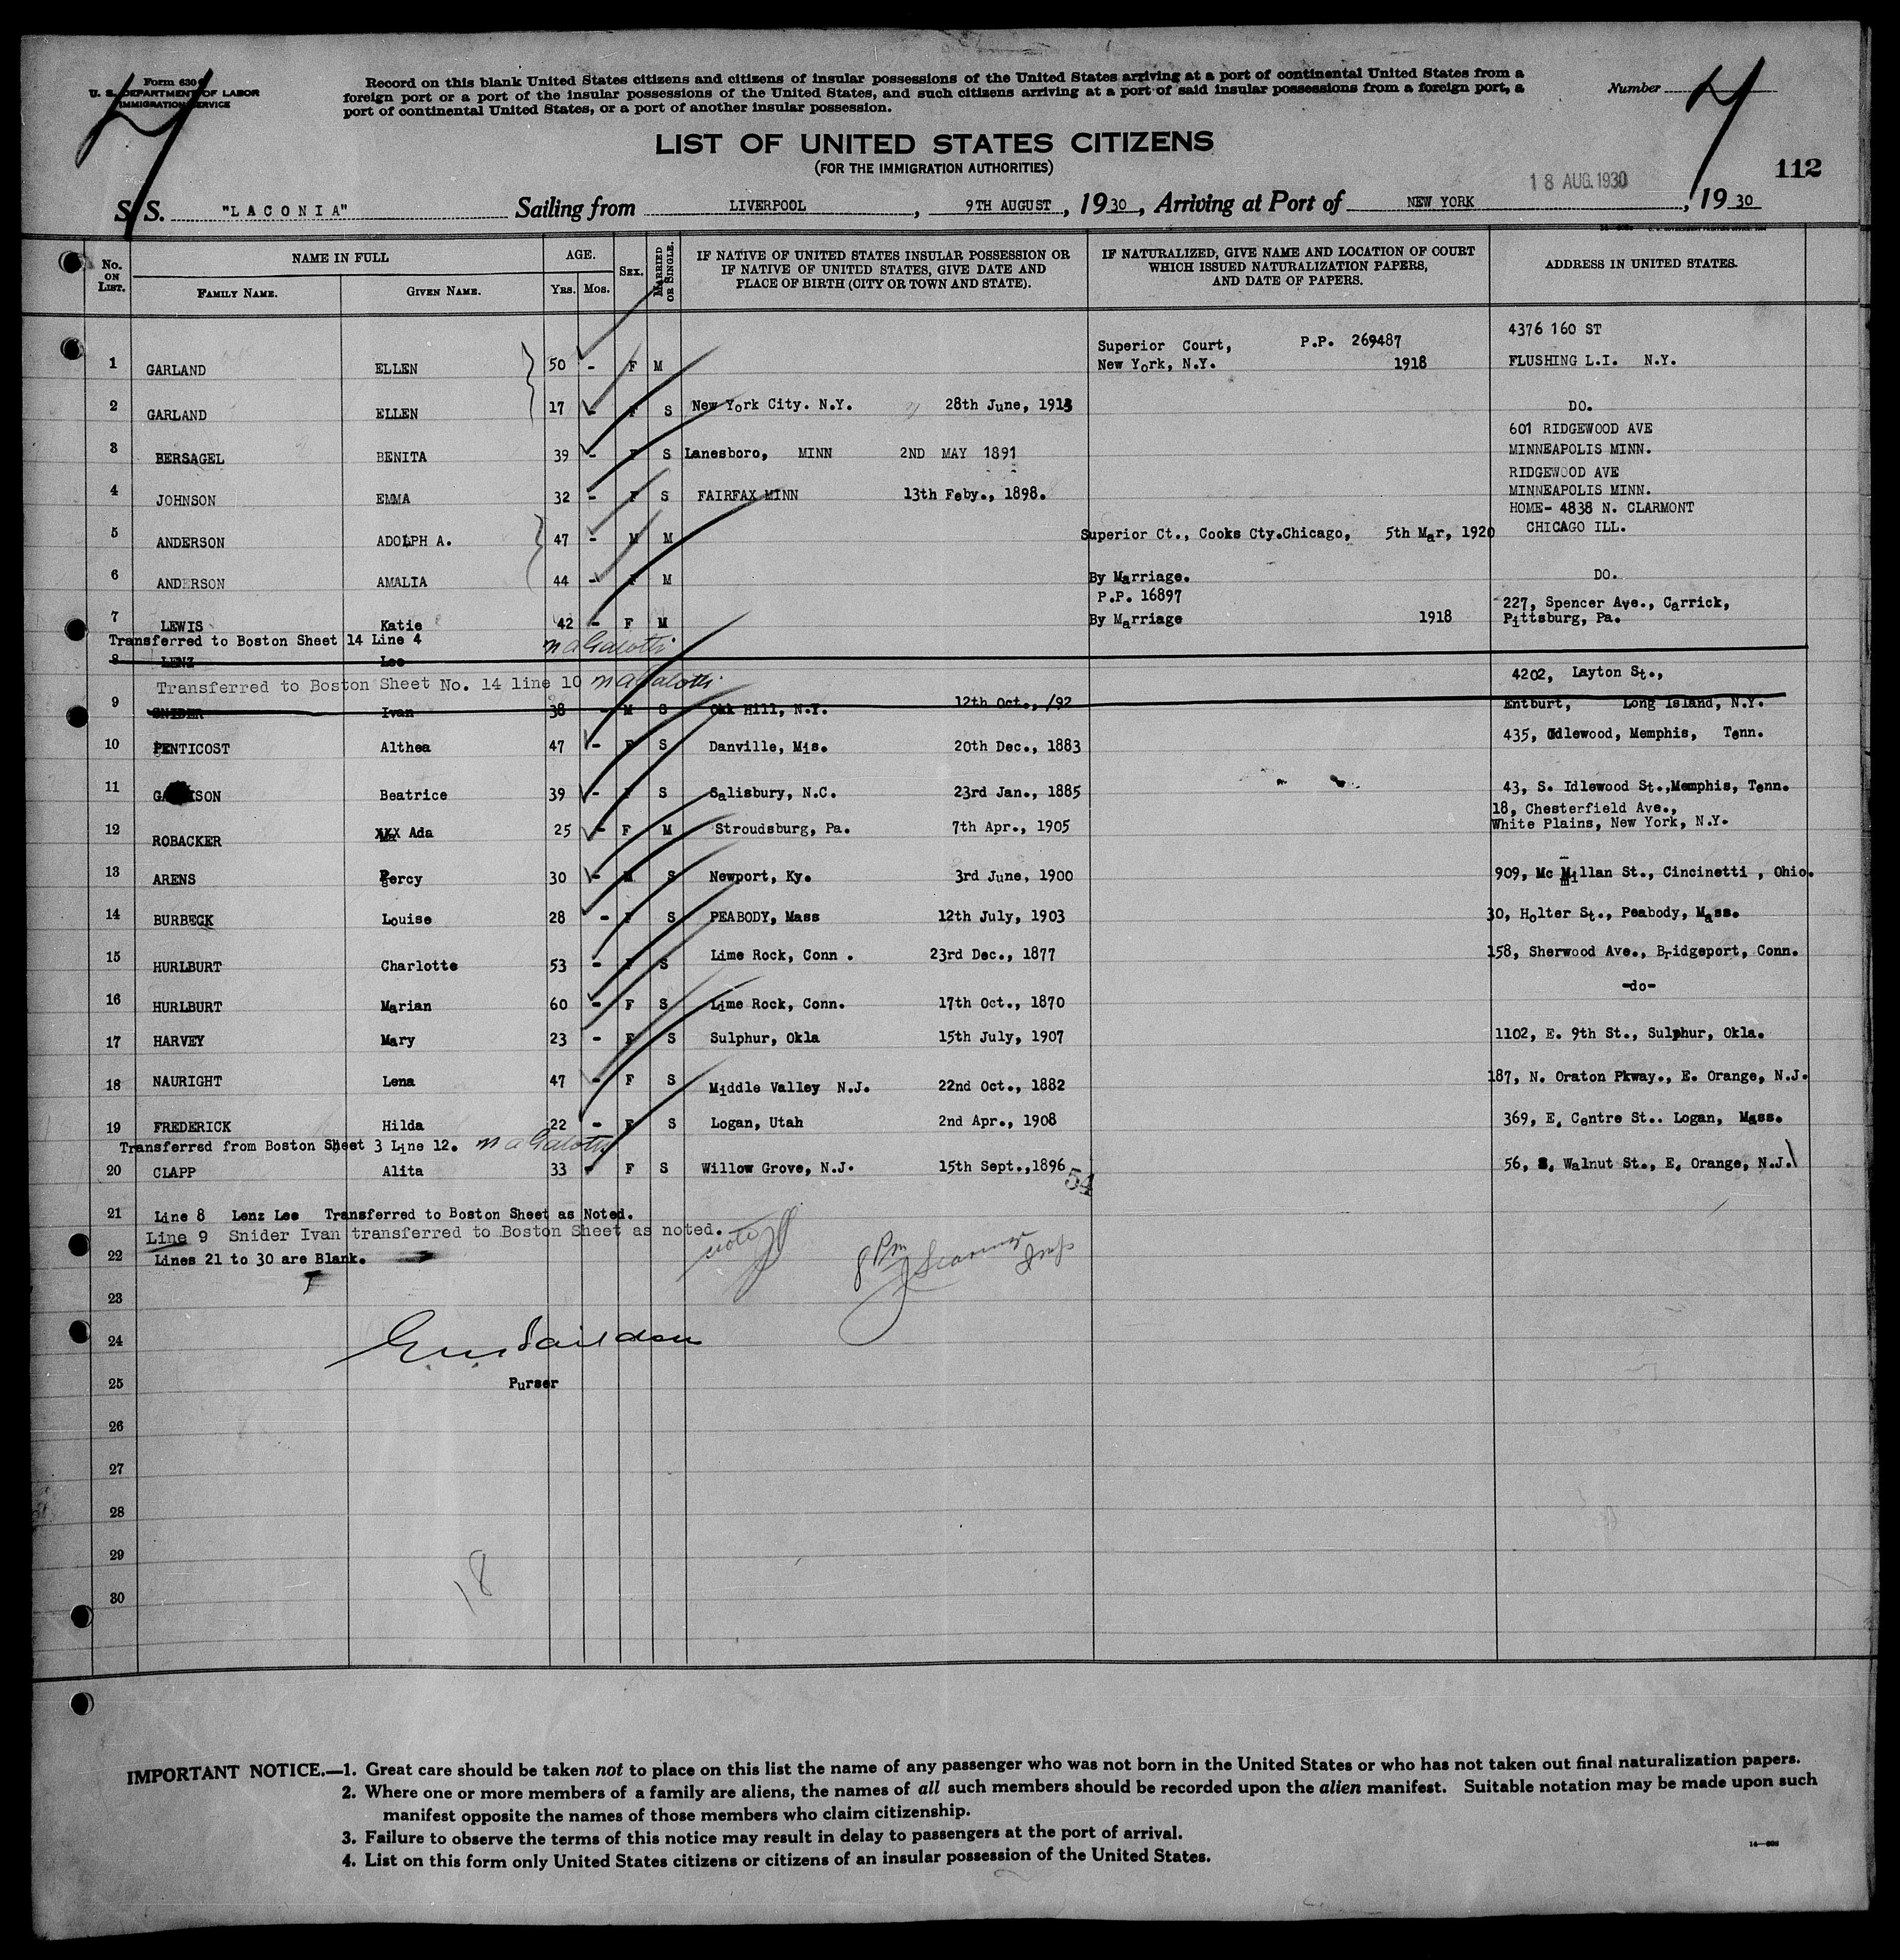 Form 630
U. S. DEPARTMENT OF LABOR
IMMIGRATION SERVICE
Record on this blank United States citizens and citizens of insular possessions of the United States arriving at a port of continental United States from a
foreign port or a port of the insular possessions of the United States, and such citizens arriving at a port of said insular possessions from a foreign port, a
port of continental United States, or a port of another insular possession.
Number
LIST OF UNITED STATES CITIZENS
(FOR THE IMMIGRATION AUTHORITIES)
112
18 AUG. 1930
S. S. "LACONIA" Sailing from LIVERPOOL, 9TH AUGUST, 1930, Arriving at Port of NEW YORK, 1930
No. ON LIST. NAME IN FULL FAMILY NAME. GIVEN NAME. AGE. YRS. MOS. SEX. MARRIED OR SINGLE. IF NATIVE OF UNITED STATES INSULAR POSSESSION OR IF NATIVE OF UNITED STATES, GIVE DATE AND PLACE OF BIRTH (CITY OR TOWN AND STATE). IF NATURALIZED, GIVE NAME AND LOCATION OF COURT WHICH ISSUED NATURALIZATION PAPERS, AND DATE OF PAPERS. ADDRESS IN UNITED STATES.
4376 160 ST
Superior Court, P.P. 269487
1 GARLAND ELLEN 50 - F M New York, N.Y. 1918 FLUSHING L.I. N.Y.
2 GARLAND ELLEN 17 - F S New York City. N.Y. 28th June, 1913 DO.
601 RIDGEWOOD AVE
3 BERSAGEL BENITA 39 - F S Lanesboro, MINN 2ND MAY 1891 MINNEAPOLIS MINN.
RIDGEWOOD AVE
4 JOHNSON EMMA 32 - F S FAIRFAX MINN 13th Feby., 1898. MINNEAPOLIS MINN.
HOME- 4838 N. CLARMONT
5 ANDERSON ADOLPH A. 47 - M M Superior Ct., Cooks Cty.Chicago, 5th Mar, 1920 CHICAGO ILL.
6 ANDERSON AMALIA 44 - F M By Marriage. DO.
P.P. 16897 227, Spencer Ave., Carrick,
7 LEWIS Katie 42 - F M By Marriage 1918 Pittsburg, Pa.
Transferred to Boston Sheet 14 Line 4
8 LENZ Lee
Transferred to Boston Sheet No. 14 line 10
4202, Layton St.,
9 SNIDER Ivan 38 - M S Oak Hill, N.Y. 12th Oct., /92 Entburt, Long Island, N.Y.
10 PENTICOST Althea 47 - F S Danville, Mis. 20th Dec., 1883 435, Idlewood, Memphis, Tenn.
11 Beatrice 39 - F S Salisbury, N.C. 23rd Jan., 1885 43, S. Idlewood St.,Memphis, Tenn.
18, Chesterfield Ave.,
12 ROBACKER XXX Ada 25 - F M Stroudsburg, Pa. 7th Apr., 1905 White Plains, New York, N.Y.
13 ARENS Percy 30 - M S Newport, Ky. 3rd June, 1900 909, Mc Millan St., Cincinetti , Ohio.
14 BURBECK Louise 28 - F S PEABODY, Mass 12th July, 1903 30, Holter St., Peabody, Mass.
15 HURLBURT Charlotte 53 - F S Lime Rock, Conn . 23rd Dec., 1877 158, Sherwood Ave., Bridgeport, Conn.
16 HURLBURT Marian 60 - F S Lime Rock, Conn. 17th Oct., 1870 -do-
17 HARVEY Mary 23 - F S Sulphur, Okla 15th July, 1907 1102, E. 9th St., Sulphur, Okla.
18 NAURIGHT Lena 47 - F S Middle Valley N.J. 22nd Oct., 1882 187, N. Oraton Pkway., E. Orange, N.J.
19 FREDERICK Hilda 22 - F S Logan, Utah 2nd Apr., 1908 369, E. Centre St.. Logan, Mass.
Transferred from Boston Sheet 3 Line 12.
20 CLAPP Alita 33 - F S Willow Grove, N.J. 15th Sept.,1896 56, S. Walnut St., E. Orange, N.J.
54
21 Line 8 Lenz Lee Transferred to Boston Sheet as Noted.
Line 9 Snider Ivan transferred to Boston Sheet as noted.
22 Lines 21 to 30 are Blank.
8 Pm
23
24
25 Purser
26
27
28
29
18
30
IMPORTANT NOTICE.—1. Great care should be taken not to place on this list the name of any passenger who was not born in the United States or who has not taken out final naturalization papers.
2. Where one or more members of a family are aliens, the names of all such members should be recorded upon the alien manifest. Suitable notation may be made upon such
manifest opposite the names of those members who claim citizenship.
3. Failure to observe the terms of this notice may result in delay to passengers at the port of arrival.
4. List on this form only United States citizens or citizens of an insular possession of the United States.